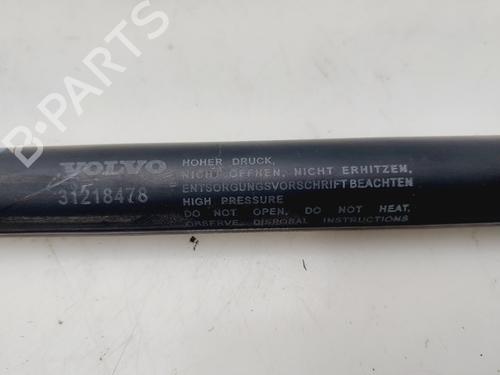 B-PARTS
VOLVO
31218478
HOHER DRUCK,
NICHT ÖFFNEN, NICHT ERHITZEN,
ENTSORGUNGSVORSCHRIFT BEACHTEN
HIGH PRESSURE
DO NOT OPEN, DO NOT HEAT,
OBSERVE DISPOSAL INSTRUCTIONS